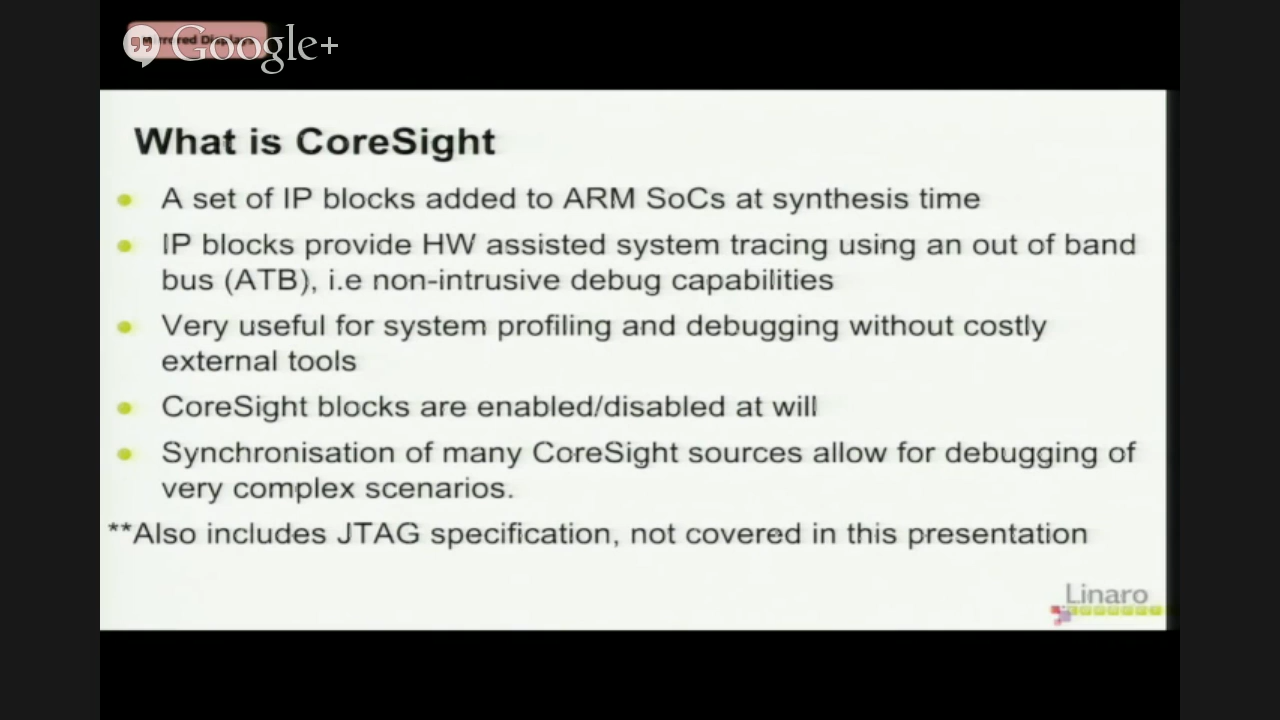 Google+
What is CoreSight
A set of IP blocks added to ARM SoCs at synthesis time
IP blocks provide HW assisted system tracing using an out of band
bus (ATB), i.e non-intrusive debug capabilities
Very useful for system profiling and debugging without costly
external tools
CoreSight blocks are enabled/disabled at will
Synchronisation of many CoreSight sources allow for debugging of
very complex scenarios.
**Also includes JTAG specification, not covered in this presentation
Linaro